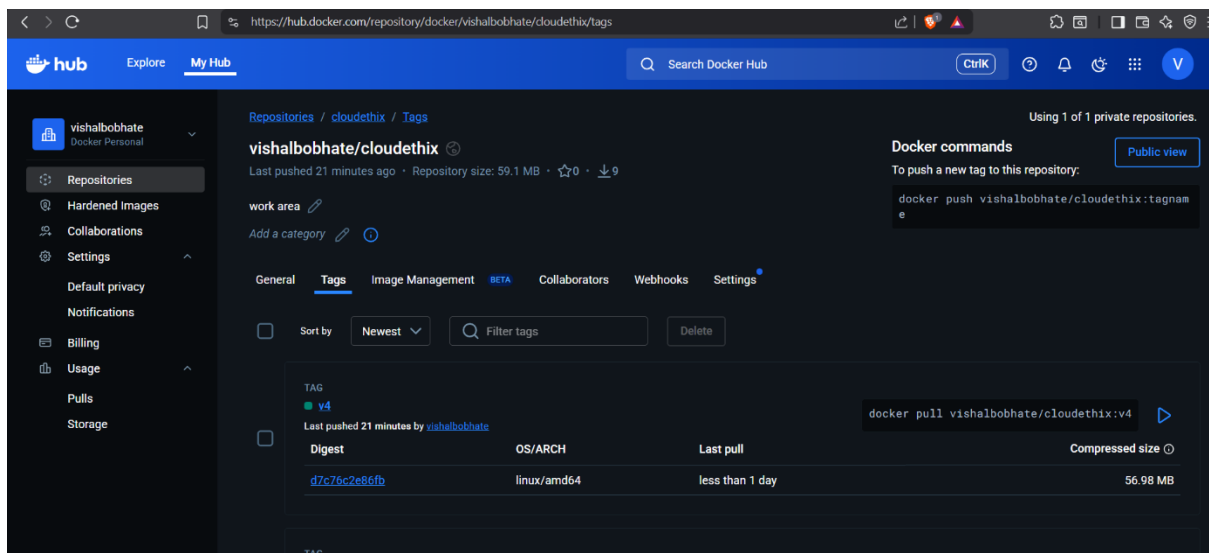 https://hub.docker.com/repository/docker/vishalbobhate/cloudethix/tags
hub Explore My Hub Search Docker Hub CtrlK V
vishalbobhate
Docker Personal
Repositories
Hardened Images
Collaborations
Settings
Default privacy
Notifications
Billing
Usage
Pulls
Storage
Repositories / cloudethix / Tags
Using 1 of 1 private repositories.
vishalbobhate/cloudethix
Last pushed 21 minutes ago · Repository size: 59.1 MB · 0 · 9
work area
Add a category
Docker commands
Public view
To push a new tag to this repository:
docker push vishalbobhate/cloudethix:tagnam
e
General Tags Image Management BETA Collaborators Webhooks Settings
Sort by Newest Filter tags Delete
TAG
v4
docker pull vishalbobhate/cloudethix:v4
Last pushed 21 minutes by vishalbobhate
Digest OS/ARCH Last pull Compressed size
d7c76c2e86fb linux/amd64 less than 1 day 56.98 MB
TAG